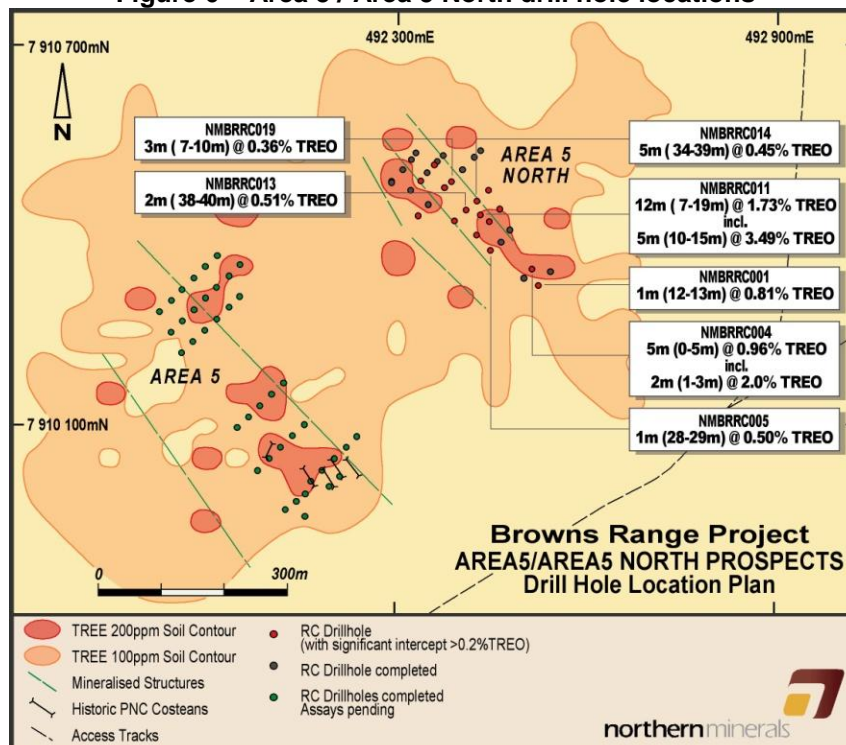 Figure 6 – Area 5 / Area 5 North drill hole locations
492 300mE
492 900mE
7 910 700mN
N
NMBRRC019
3m ( 7-10m) @ 0.36% TREO
NMBRRC013
2m ( 38-40m) @ 0.51% TREO
AREA 5
NORTH
NMBRRC014
5m ( 34-39m) @ 0.45% TREO
NMBRRC011
12m ( 7-19m) @ 1.73% TREO
incl.
5m (10-15m) @ 3.49% TREO
NMBRRC001
1m (12-13m) @ 0.81% TREO
NMBRRC004
5m (0-5m) @ 0.96% TREO
incl.
2m (1-3m) @ 2.0% TREO
NMBRRC005
1m (28-29m) @ 0.50% TREO
AREA 5
7 910 100mN
0
300m
Browns Range Project
AREA5/AREA5 NORTH PROSPECTS
Drill Hole Location Plan
TREE 200ppm Soil Contour
TREE 100ppm Soil Contour
Mineralised Structures
Historic PNC Costeans
Access Tracks
RC Drillhole
(with significant intercept >0.2%TREO)
RC Drillhole completed
RC Drillholes completed
Assays pending
northernminerals